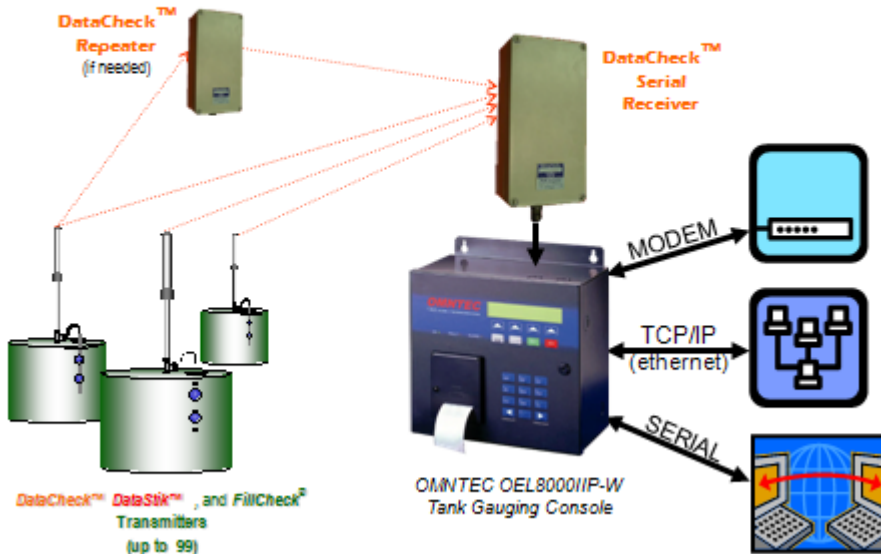 DataCheck™
Repeater
(if needed)
DataCheck™
Serial
Receiver
MODEM
OMNTEC
TCP/IP
(ethernet)
SERIAL
DataCheck™ DataStik™ , and FillCheck®
Transmitters
(up to 99)
OMNTEC OEL8000IIP-W
Tank Gauging Console